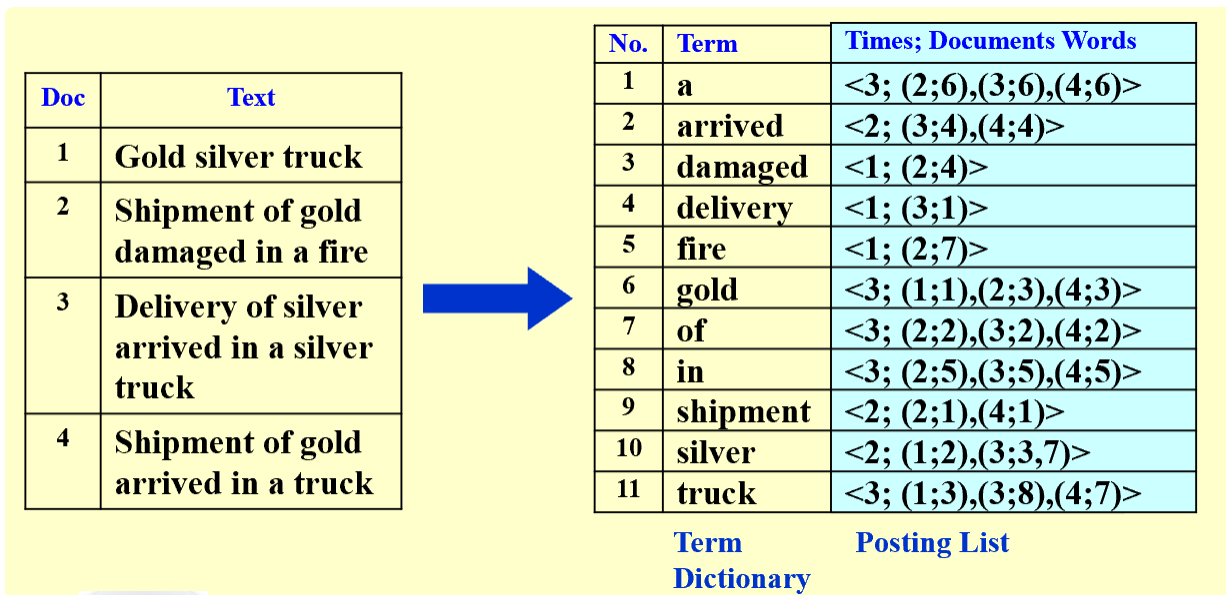 Doc Text
1 Gold silver truck
2 Shipment of gold
damaged in a fire
3 Delivery of silver
arrived in a silver
truck
4 Shipment of gold
arrived in a truck
No. Term Times; Documents Words
1 a <3; (2;6),(3;6),(4;6)>
2 arrived <2; (3;4),(4;4)>
3 damaged <1; (2;4)>
4 delivery <1; (3;1)>
5 fire <1; (2;7)>
6 gold <3; (1;1),(2;3),(4;3)>
7 of <3; (2;2),(3;2),(4;2)>
8 in <3; (2;5),(3;5),(4;5)>
9 shipment <2; (2;1),(4;1)>
10 silver <2; (1;2),(3;3,7)>
11 truck <3; (1;3),(3;8),(4;7)>
Term Posting List
Dictionary